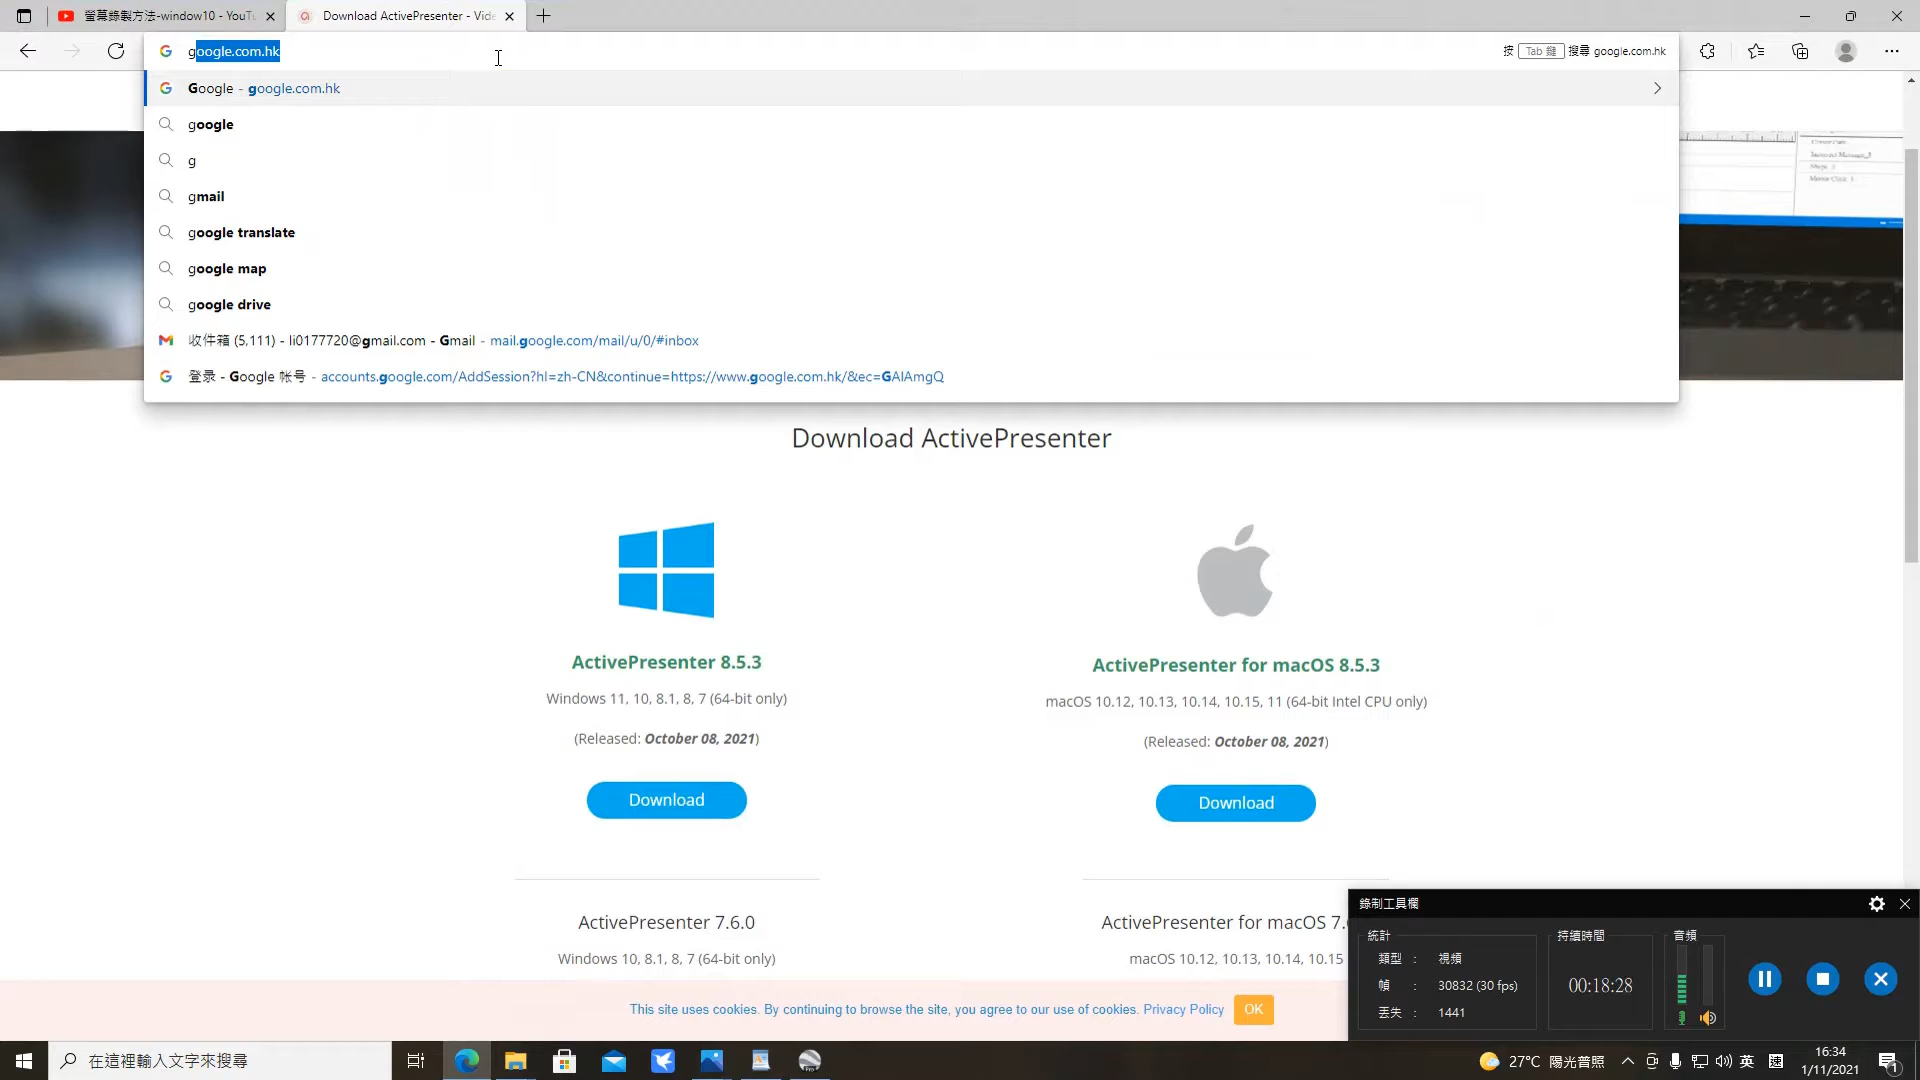 螢幕錄製方法-window10 - YouTu
Download ActivePresenter - Vide
google.com.hk
按 Tab 鍵 搜尋 google.com.hk
Google - google.com.hk
google
g
gmail
google translate
google map
google drive
收件箱 (5,111) - li0177720@gmail.com - Gmail - mail.google.com/mail/u/0/#inbox
登录 - Google 帐号 - accounts.google.com/AddSession?hl=zh-CN&continue=https://www.google.com.hk/&ec=GAlAmgQ
Download ActivePresenter
ActivePresenter 8.5.3
Windows 11, 10, 8.1, 8, 7 (64-bit only)
(Released: October 08, 2021)
Download
ActivePresenter for macOS 8.5.3
macOS 10.12, 10.13, 10.14, 10.15, 11 (64-bit Intel CPU only)
(Released: October 08, 2021)
Download
ActivePresenter 7.6.0
Windows 10, 8.1, 8, 7 (64-bit only)
ActivePresenter for macOS 7.
macOS 10.12, 10.13, 10.14, 10.15
This site uses cookies. By continuing to browse the site, you agree to our use of cookies. Privacy Policy OK
錄制工具欄
統計
類型 : 視頻
幀 : 30832 (30 fps)
丟失 : 1441
持續時間
00:18:28
音頻
在這裡輸入文字來搜尋
27°C 陽光普照
英
速
16:34
1/11/2021
1